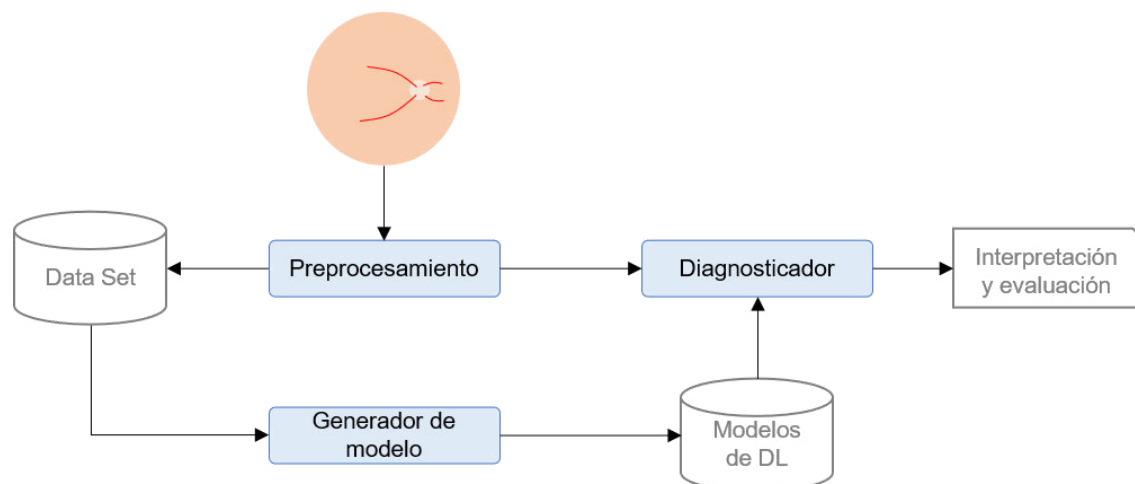 Data Set
Preprocesamiento
Diagnosticador
Interpretación
y evaluación
Generador de
modelo
Modelos
de DL